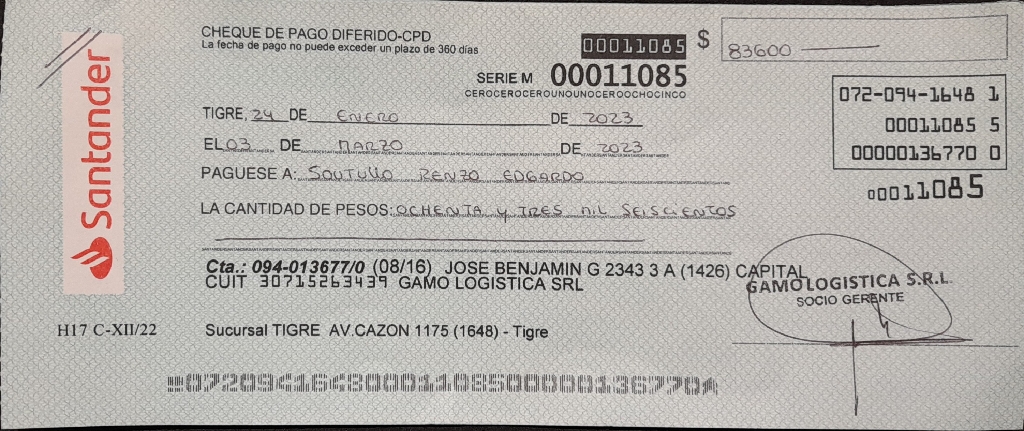 Santander
CHEQUE DE PAGO DIFERIDO-CPD
La fecha de pago no puede exceder un plazo de 360 días
00011085 $ 83600
SERIE M 00011085
CEROCEROCEROUNOUNOCEROOCHOCINCO
072-094-1648 1
00011085 5
00000136770 0
00011085
TIGRE, 24 DE ENERO DE 2023
EL 03 DE MARZO DE 2023
PAGUESE A: SOUTULLO RENZO EDGARDO
LA CANTIDAD DE PESOS: OCHENTA Y TRES MIL SEISCIENTOS
Cta.: 094-013677/0 (08/16) JOSE BENJAMIN G 2343 3 A (1426) CAPITAL
CUIT 30715263439 GAMO LOGISTICA SRL
GAMO LOGISTICA S.R.L.
SOCIO GERENTE
H17 C-XII/22
Sucursal TIGRE AV.CAZON 1175 (1648) - Tigre
07209416480001108500000136770